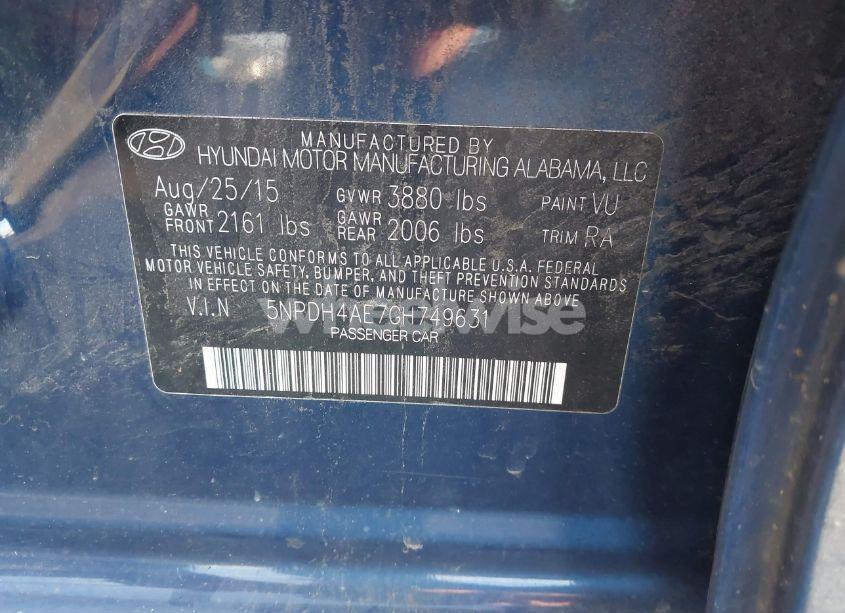 MANUFACTURED BY
HYUNDAI MOTOR MANUFACTURING ALABAMA, LLC
Aug/25/15 GVWR 3880 lbs PAINT VU
GAWR FRONT 2161 lbs GAWR REAR 2006 lbs TRIM RA
THIS VEHICLE CONFORMS TO ALL APPLICABLE U.S.A. FEDERAL
MOTOR VEHICLE SAFETY, BUMPER, AND THEFT PREVENTION STANDARDS
IN EFFECT ON THE DATE OF MANUFACTURE SHOWN ABOVE
V.I.N 5NPDH4AE7GH749631
PASSENGER CAR